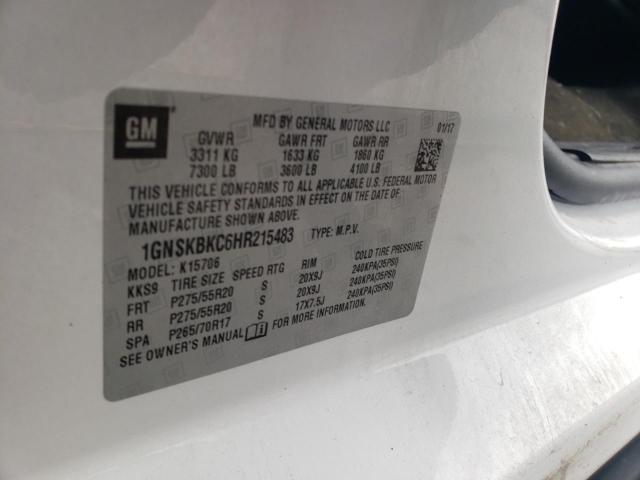 GM
MFD BY GENERAL MOTORS LLC 01/17
GVWR GAWR FRT GAWR RR
3311 KG 1633 KG 1860 KG
7300 LB 3600 LB 4100 LB
THIS VEHICLE CONFORMS TO ALL APPLICABLE U.S. FEDERAL MOTOR
VEHICLE SAFETY STANDARDS IN EFFECT ON THE DATE OF
MANUFACTURE SHOWN ABOVE.
1GNSKBKC6HR215483 TYPE: M.P.V.
MODEL: K15706
KKS9 TIRE SIZE SPEED RTG RIM COLD TIRE PRESSURE
FRT P275/55R20 S 20X9J 240KPA(35PSI)
RR P275/55R20 S 20X9J 240KPA(35PSI)
SPA P265/70R17 S 17X7.5J 240KPA(35PSI)
SEE OWNER'S MANUAL FOR MORE INFORMATION.